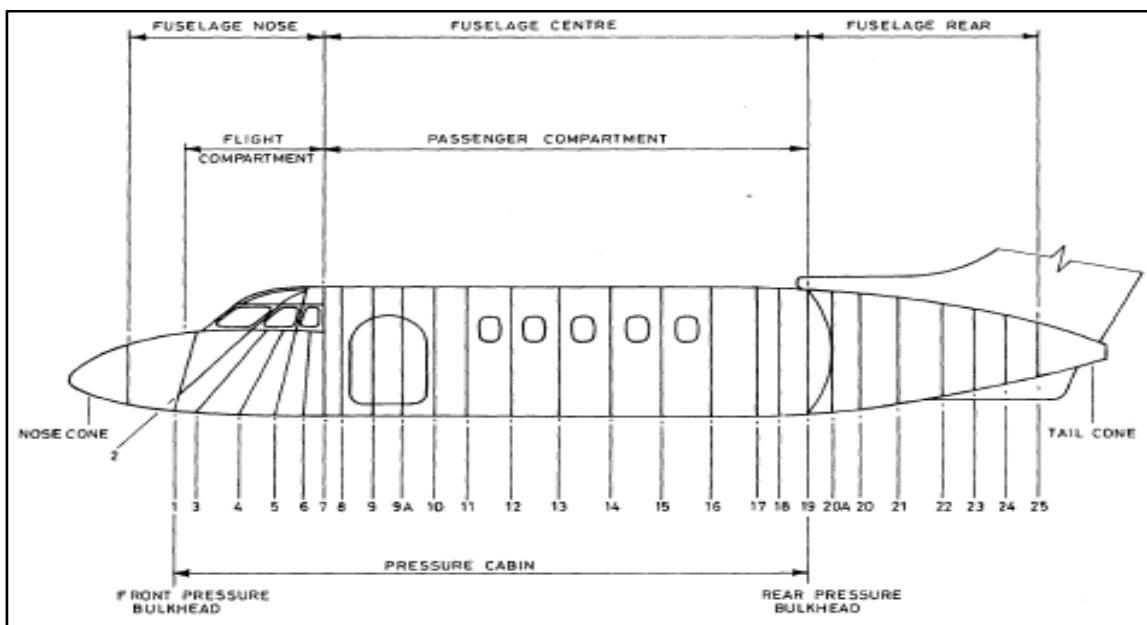 FUSELAGE NOSE
FUSELAGE CENTRE
FUSELAGE REAR
FLIGHT
COMPARTMENT
PASSENGER COMPARTMENT
NOSE CONE
2
TAIL CONE
1 3 4 5 6 7 8 9 9A 10 11 12 13 14 15 16 17 18 19 20A 20 21 22 23 24 25
PRESSURE CABIN
FRONT PRESSURE
BULKHEAD
REAR PRESSURE
BULKHEAD